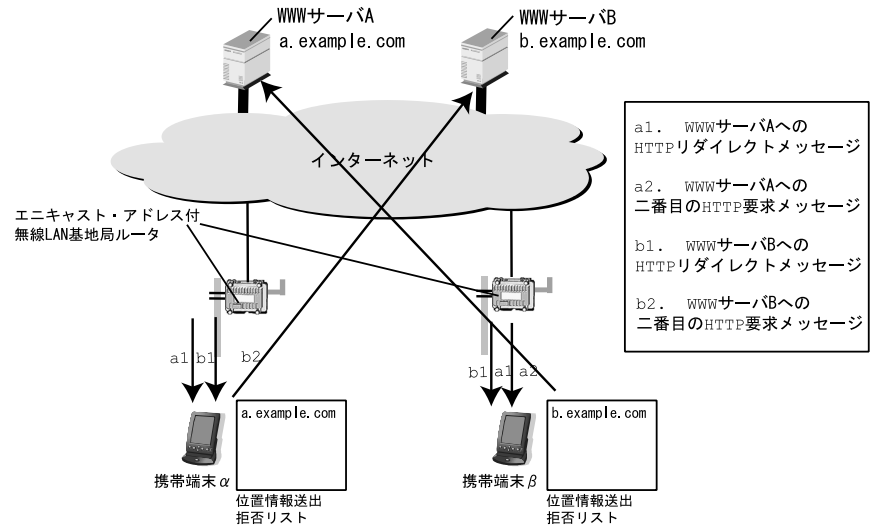 WWWサーバA
a.example.com
WWWサーバB
b.example.com
インターネット
エニキャスト・アドレス付
無線LAN基地局ルータ
a1. WWWサーバAへの
HTTPリダイレクトメッセージ
a2. WWWサーバAへの
二番目のHTTP要求メッセージ
b1. WWWサーバBへの
HTTPリダイレクトメッセージ
b2. WWWサーバBへの
二番目のHTTP要求メッセージ
a1
b1
b2
b1
a1
a2
a.example.com
携帯端末α
位置情報送出
拒否リスト
b.example.com
携帯端末β
位置情報送出
拒否リスト